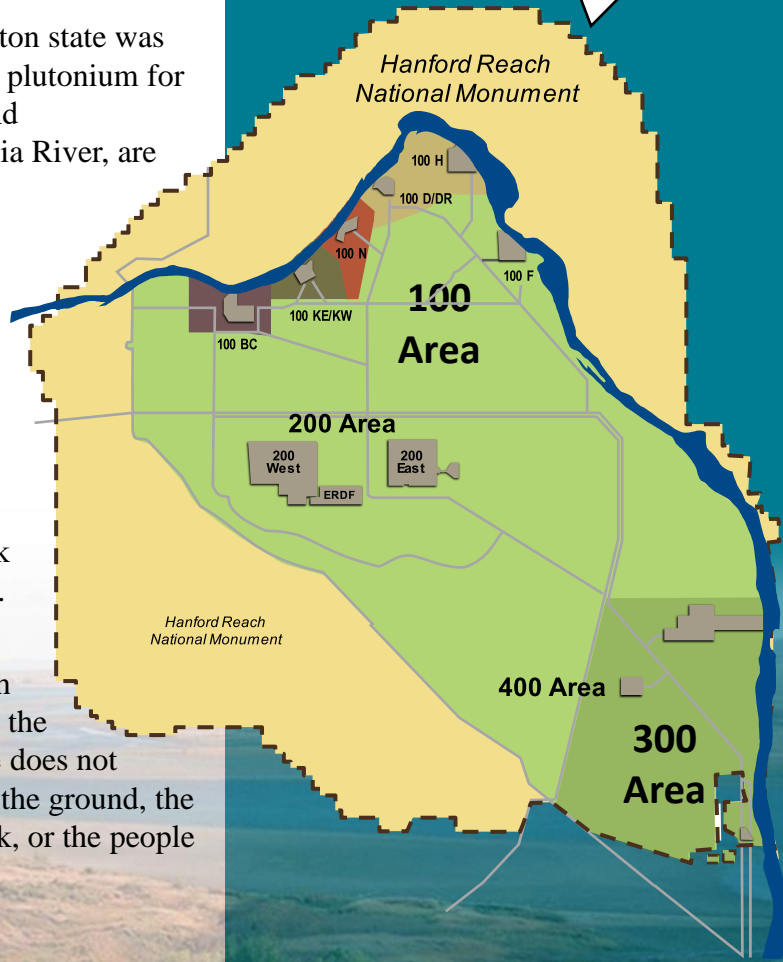 ton state was
plutonium for
nd
ia River, are
k
.
n
the
e does not
the ground, the
k, or the people
Hanford Reach
National Monument
100 H
100 D/DR
100 N
100 F
100 KE/KW
100 BC
100
Area
200 Area
200
West
200
East
ERDF
Hanford Reach
National Monument
400 Area
300
Area